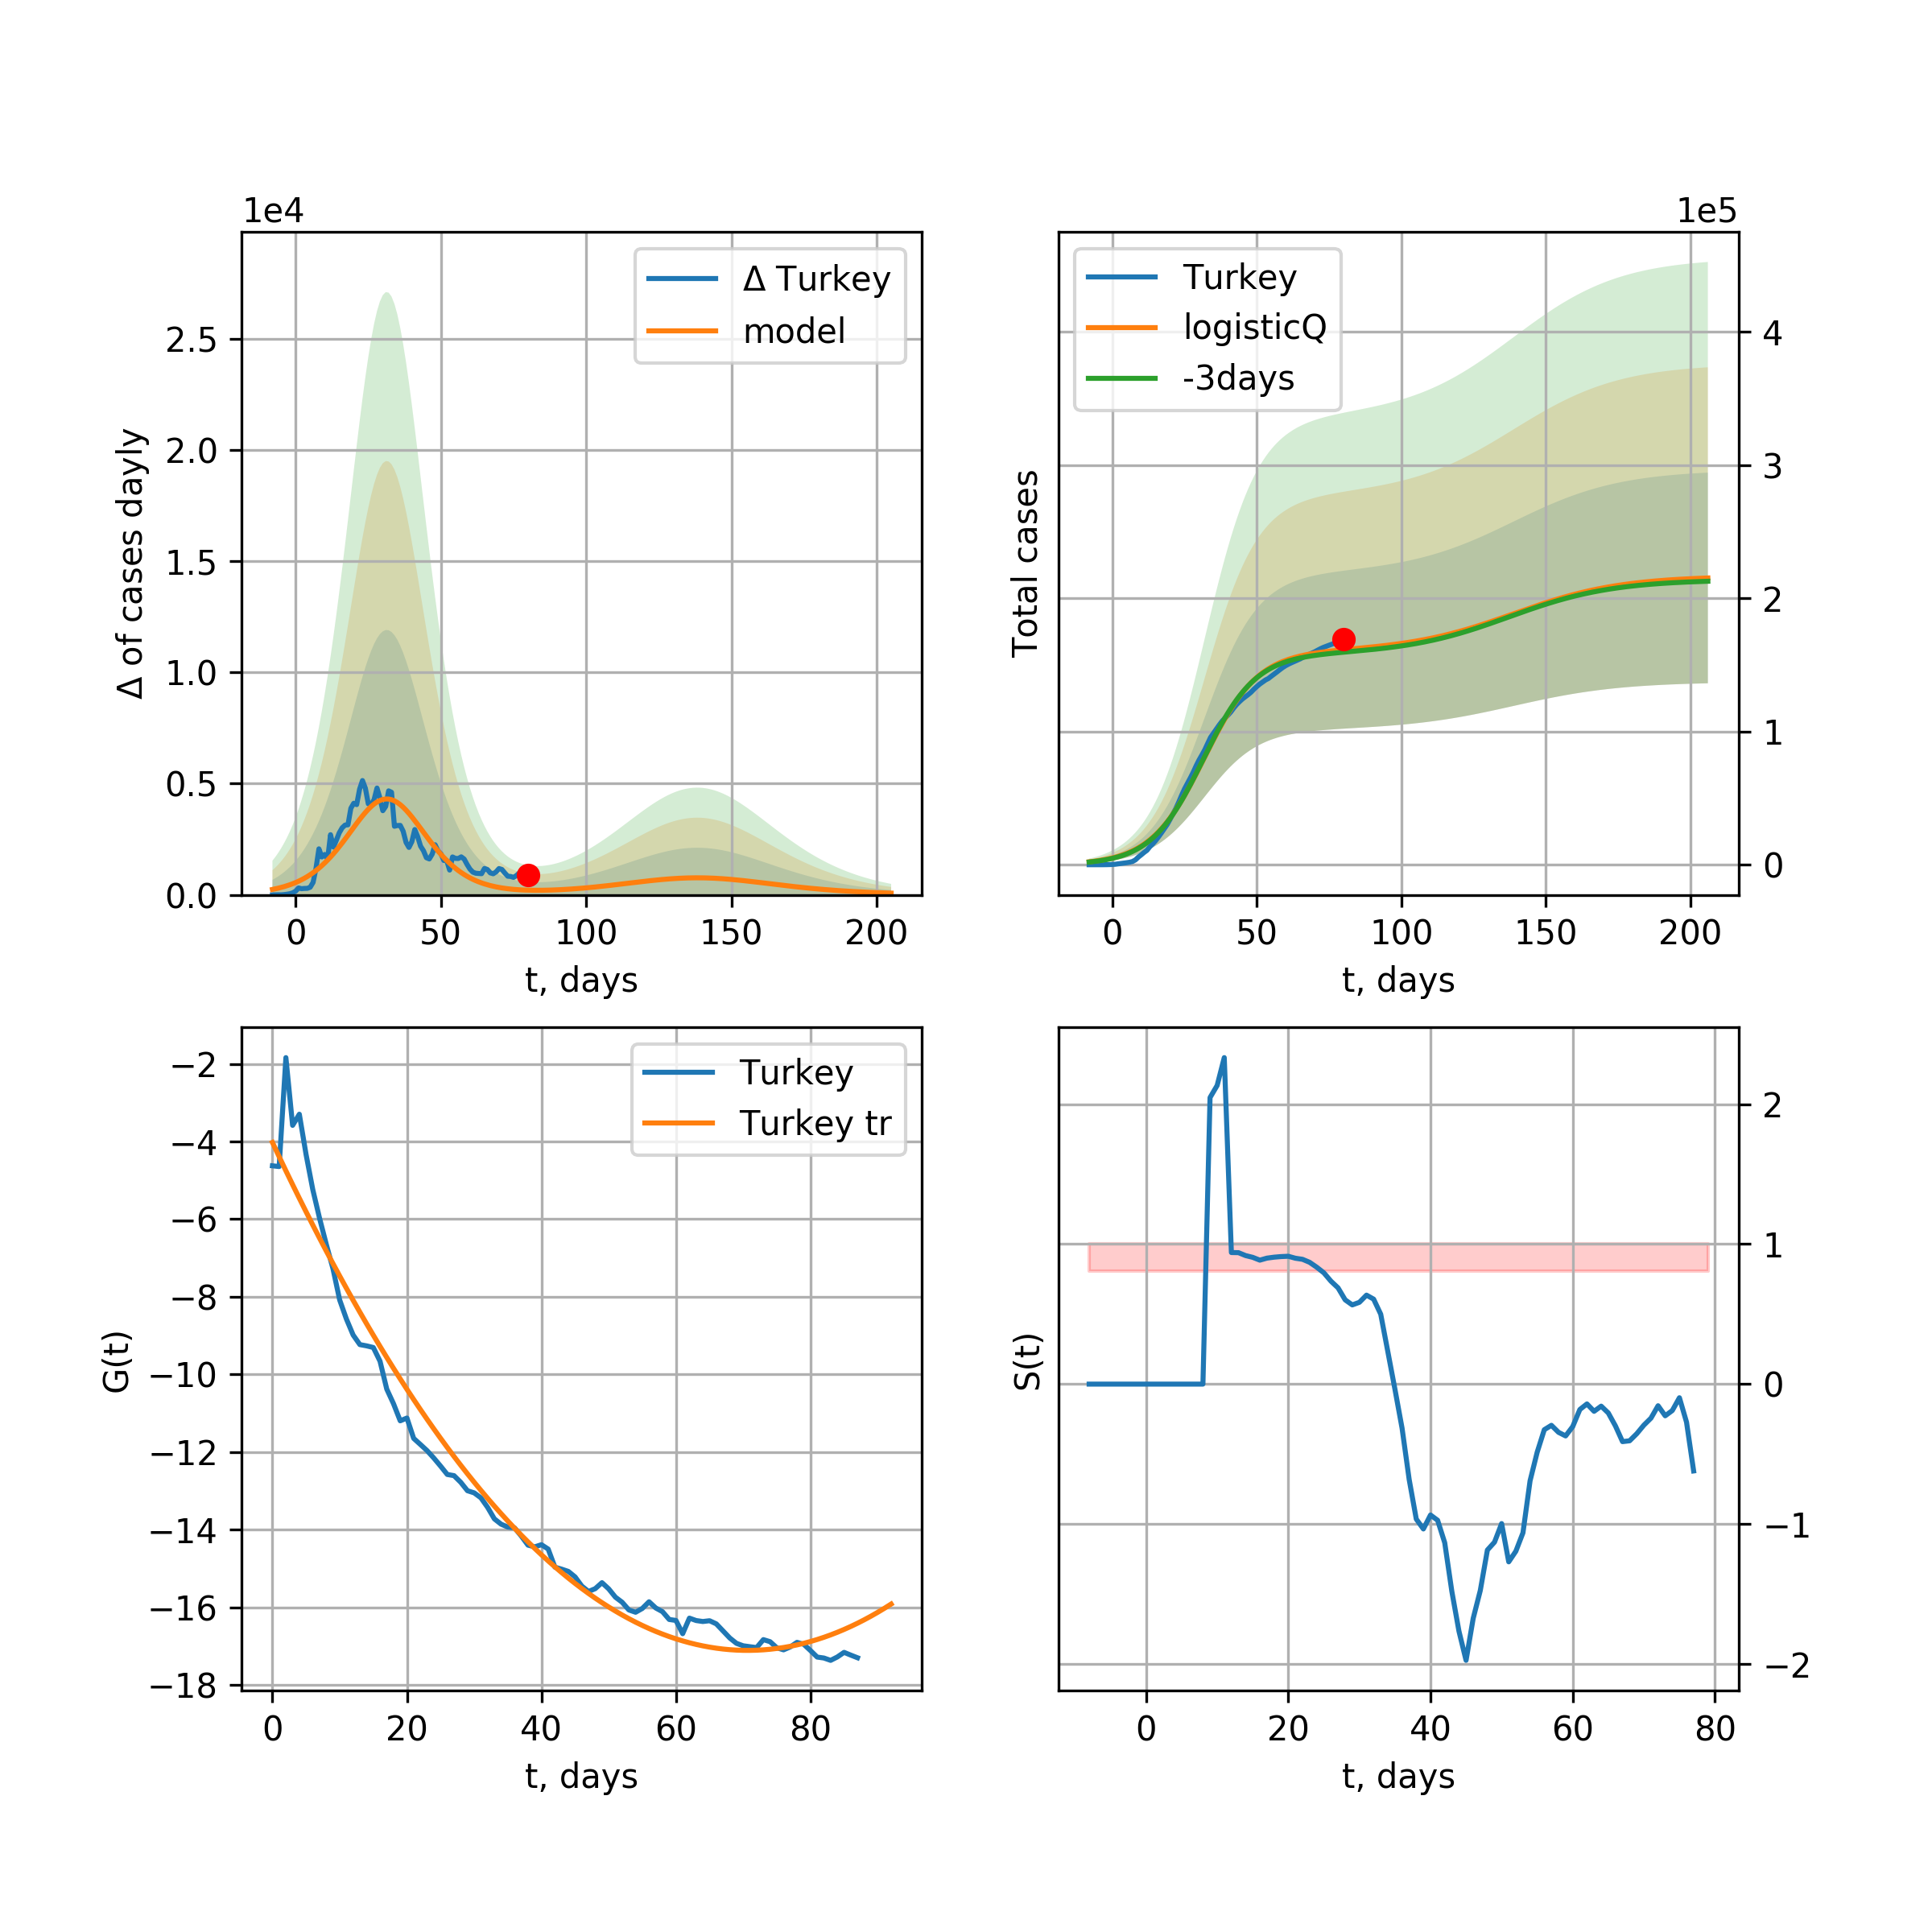 1e4
Δ of cases dayly
2.5
2.0
1.5
1.0
0.5
0.0
0 50 100 150 200
t, days
Δ Turkey
model
1e5
Total cases
4
3
2
1
0
0 50 100 150 200
t, days
Turkey
logisticQ
-3days
G(t)
−2
−4
−6
−8
−10
−12
−14
−16
−18
0 20 40 60 80
t, days
Turkey
Turkey tr
S(t)
2
1
0
−1
−2
0 20 40 60 80
t, days